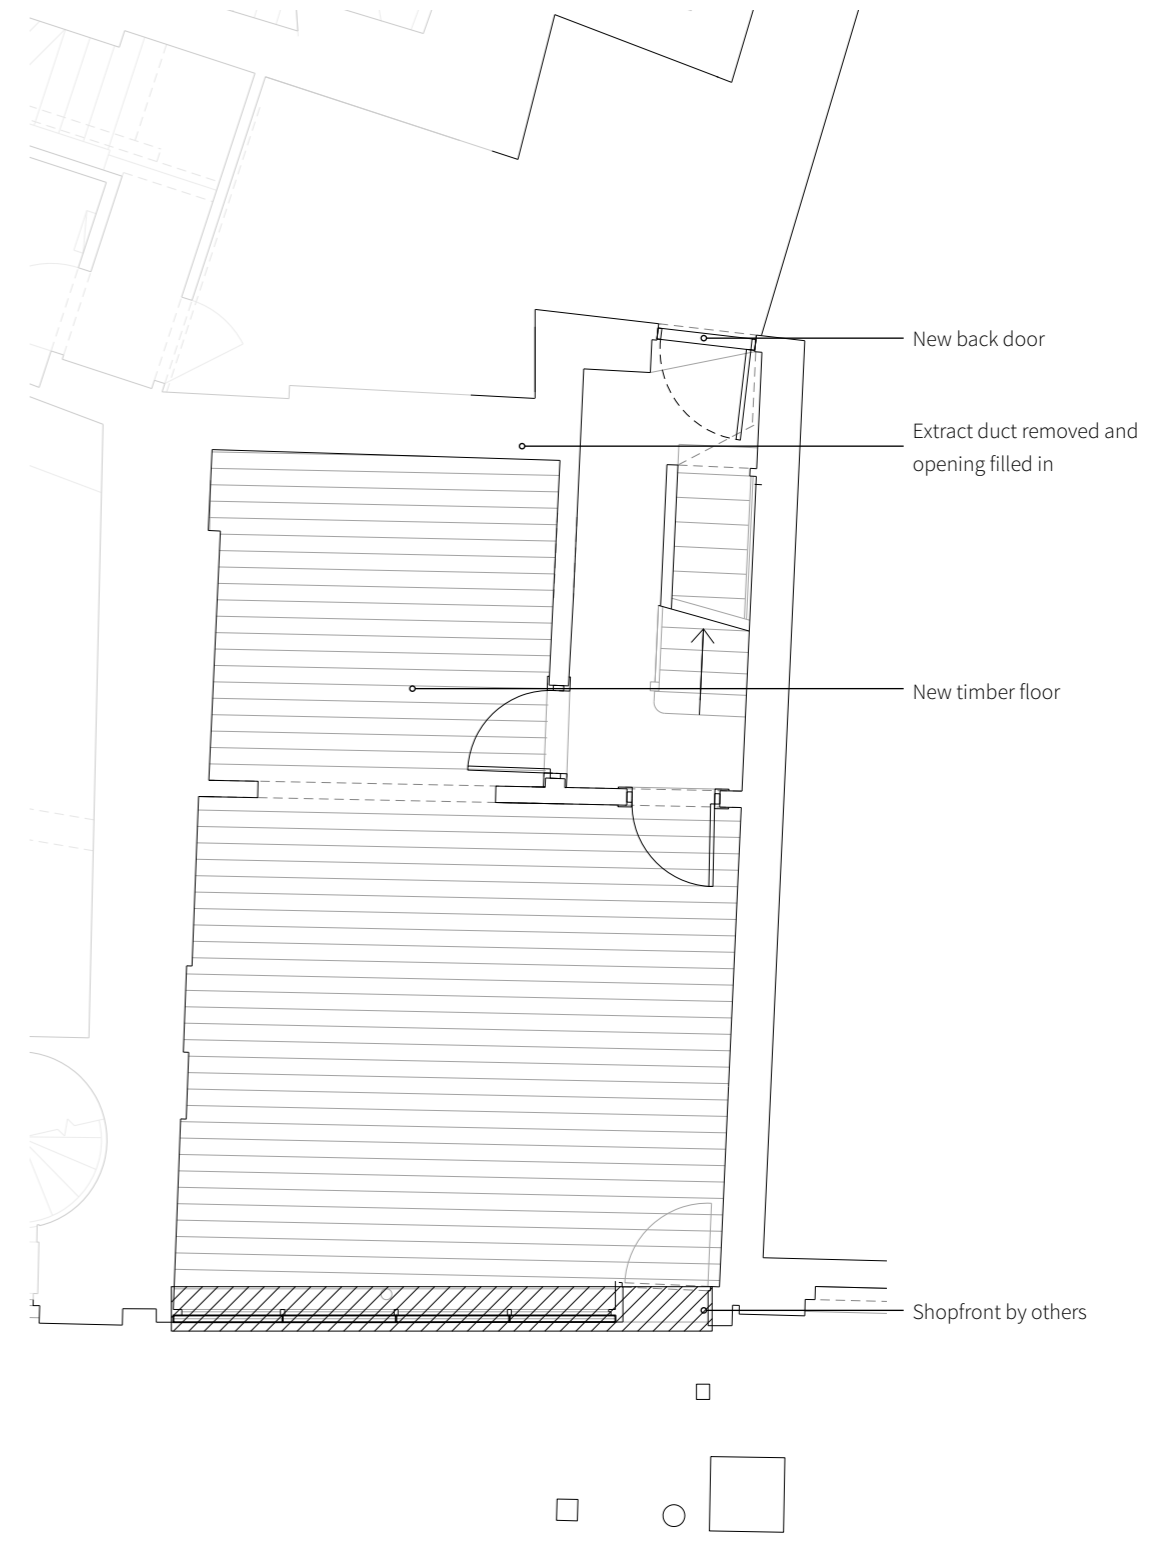 New back door
Extract duct removed and
opening filled in
New timber floor
Shopfront by others